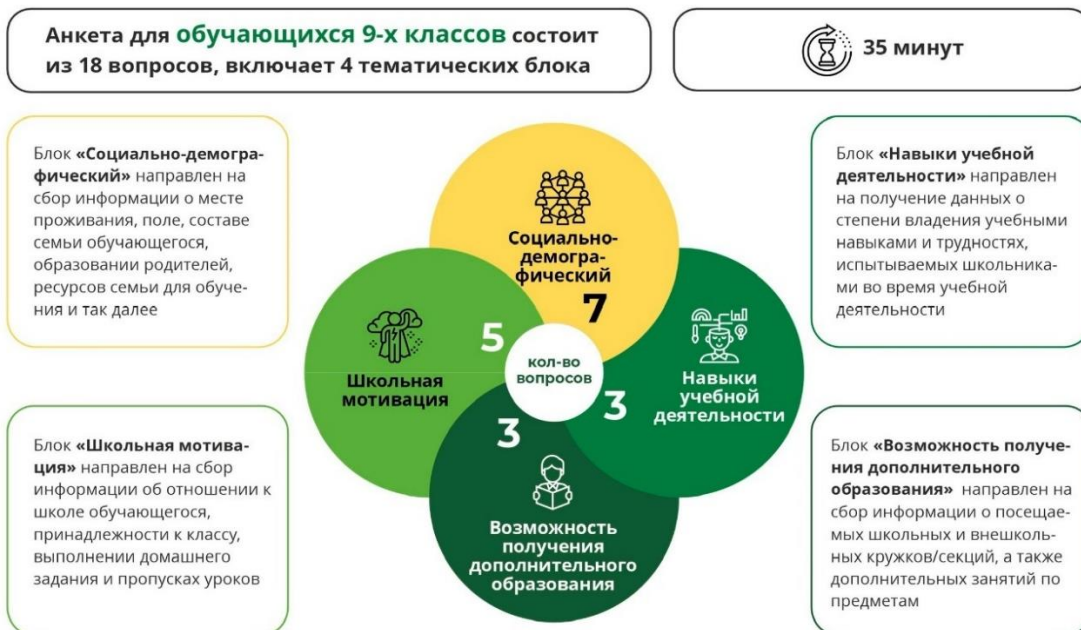 Анкета для обучающихся 9-х классов состоит
из 18 вопросов, включает 4 тематических блока
35 минут
Блок «Социально-демогра-
фический» направлен на
сбор информации о месте
проживания, поле, составе
семьи обучающегося,
образовании родителей,
ресурсов семьи для обуче-
ния и так далее
Социально-
демогра-
фический
7
Блок «Навыки учебной
деятельности» направлен
на получение данных о
степени владения учебными
навыками и трудностях,
испытываемых школьника-
ми во время учебной
деятельности
5
Школьная
мотивация
кол-во
вопросов
Навыки
учебной
деятельности
3
3
Возможность
получения
дополнительного
образования
Блок «Школьная мотива-
ция» направлен на сбор
информации об отношении к
школе обучающегося,
принадлежности к классу,
выполнении домашнего
задания и пропусках уроков
Блок «Возможность получе-
ния дополнительного
образования» направлен на
сбор информации о посещае-
мых школьных и внешколь-
ных кружков/секций, а также
дополнительных занятий по
предметам